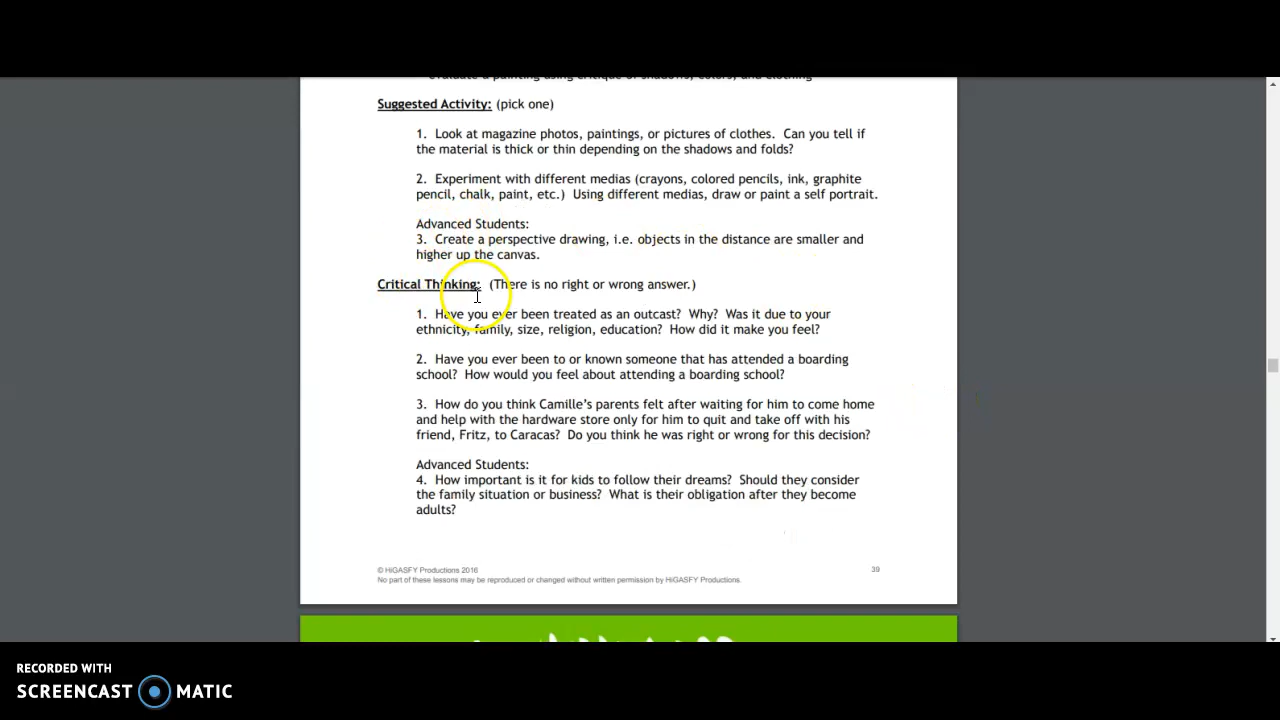 evaluate a painting using critique of shadows, colors, and clothing
Suggested Activity: (pick one)
1. Look at magazine photos, paintings, or pictures of clothes. Can you tell if
the material is thick or thin depending on the shadows and folds?
2. Experiment with different medias (crayons, colored pencils, ink, graphite
pencil, chalk, paint, etc.) Using different medias, draw or paint a self portrait.
Advanced Students:
3. Create a perspective drawing, i.e. objects in the distance are smaller and
higher up the canvas.
Critical Thinking: (There is no right or wrong answer.)
1. Have you ever been treated as an outcast? Why? Was it due to your
ethnicity, family, size, religion, education? How did it make you feel?
2. Have you ever been to or known someone that has attended a boarding
school? How would you feel about attending a boarding school?
3. How do you think Camille's parents felt after waiting for him to come home
and help with the hardware store only for him to quit and take off with his
friend, Fritz, to Caracas? Do you think he was right or wrong for this decision?
Advanced Students:
4. How important is it for kids to follow their dreams? Should they consider
the family situation or business? What is their obligation after they become
adults?
© HiGASFY Productions 2016
No part of these lessons may be reproduced or changed without written permission by HiGASFY Productions.
39
RECORDED WITH
SCREENCAST MATIC